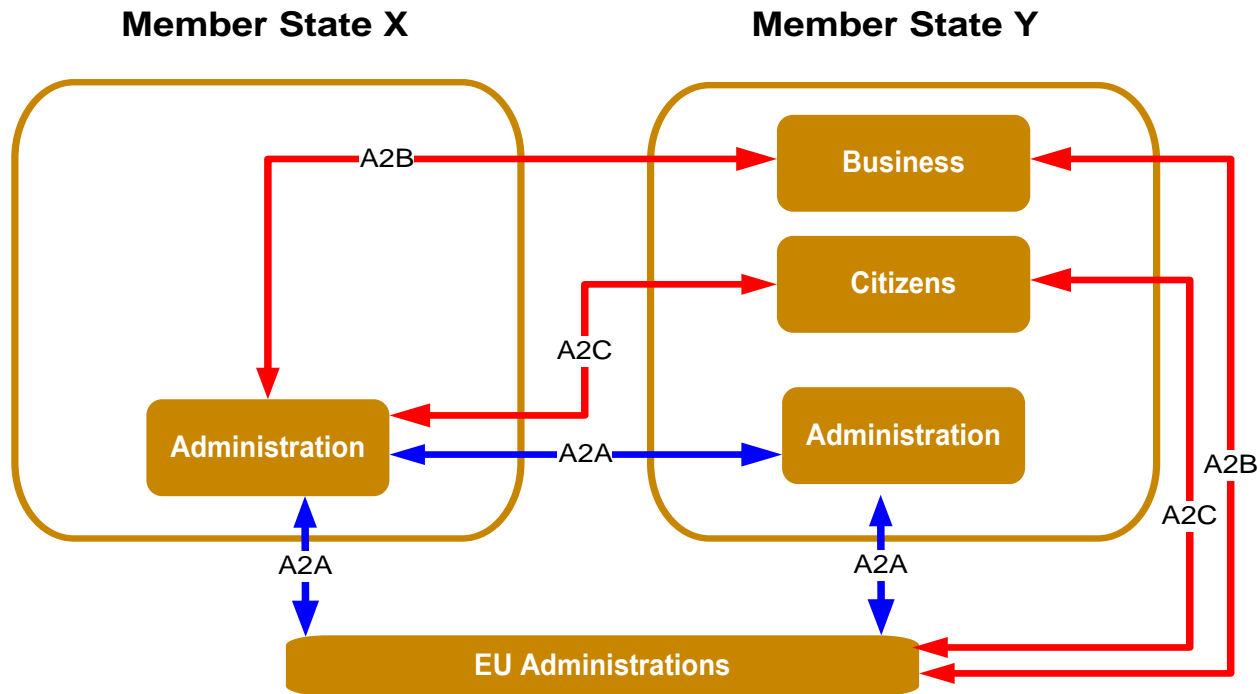 Member State X
Member State Y
A2B
Business
Citizens
A2C
Administration
Administration
A2A
A2B
A2C
A2A
A2A
EU Administrations